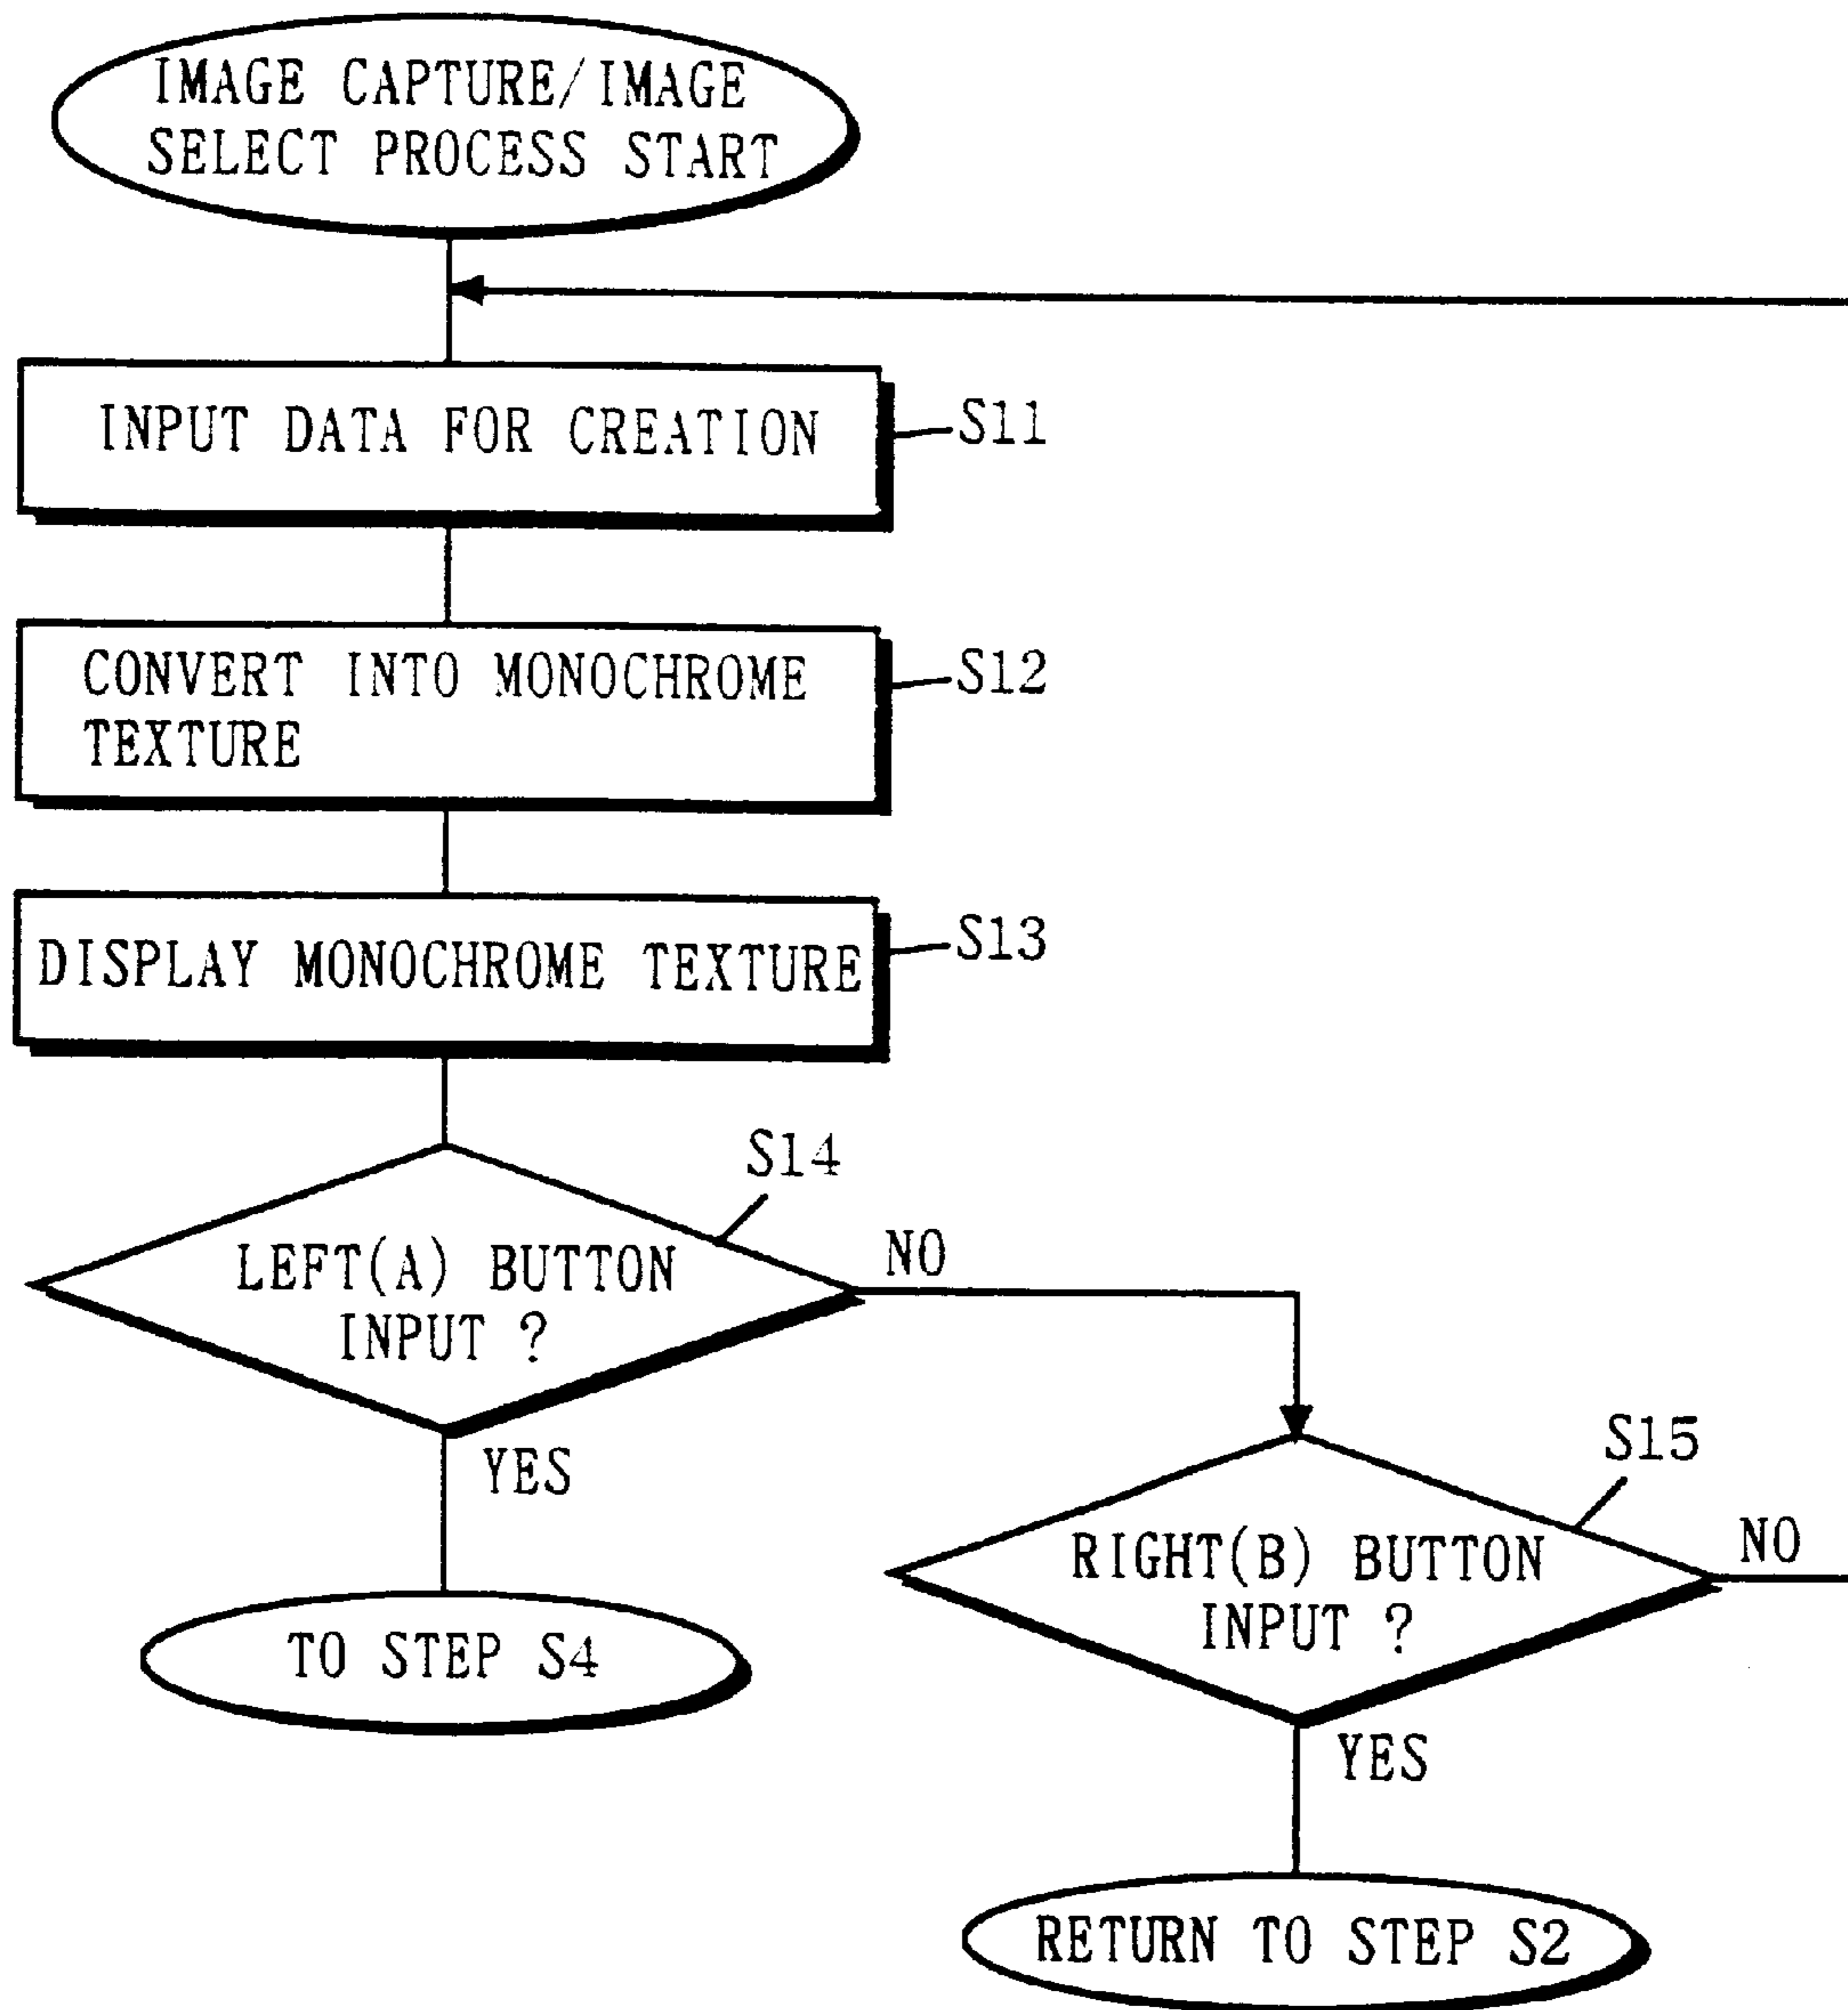 IMAGE CAPTURE/IMAGE
SELECT PROCESS START
INPUT DATA FOR CREATION
S11
CONVERT INTO MONOCHROME
TEXTURE
S12
DISPLAY MONOCHROME TEXTURE
S13
S14
LEFT(A) BUTTON
INPUT ?
NO
YES
TO STEP S4
S15
RIGHT(B) BUTTON
INPUT ?
NO
YES
RETURN TO STEP S2